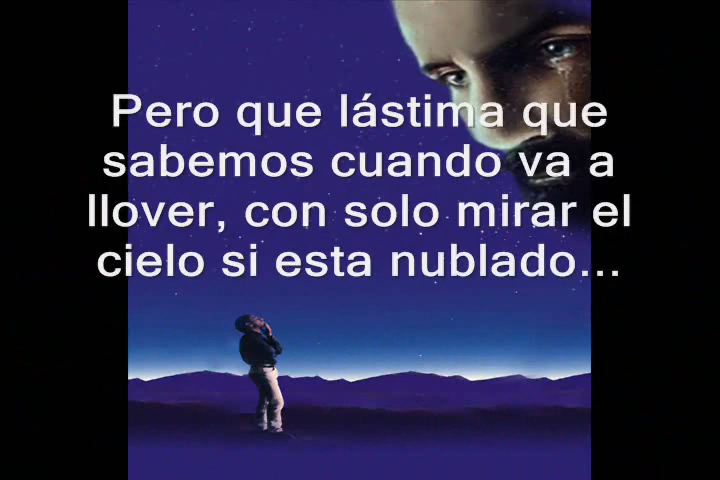 Pero que lástima que
sabemos cuando va a
llover, con solo mirar el
cielo si esta nublado...